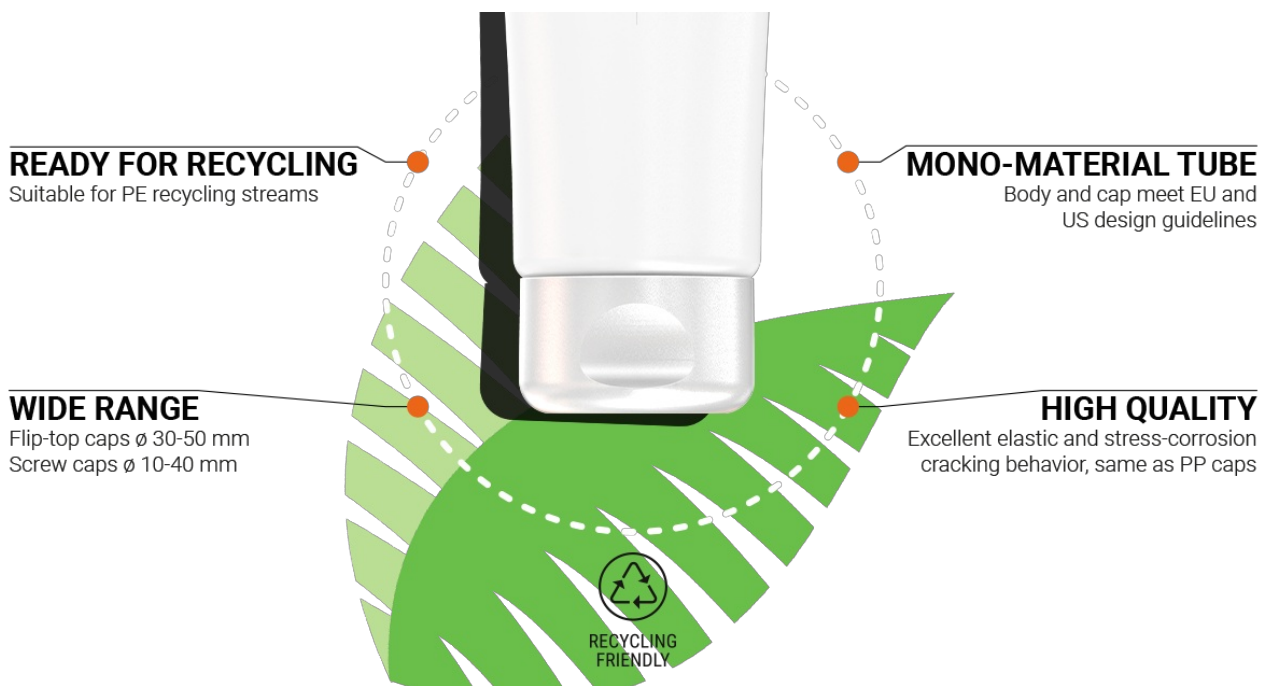 READY FOR RECYCLING
Suitable for PE recycling streams
MONO-MATERIAL TUBE
Body and cap meet EU and
US design guidelines
WIDE RANGE
Flip-top caps ø 30-50 mm
Screw caps ø 10-40 mm
HIGH QUALITY
Excellent elastic and stress-corrosion
cracking behavior, same as PP caps
RECYCLING
FRIENDLY